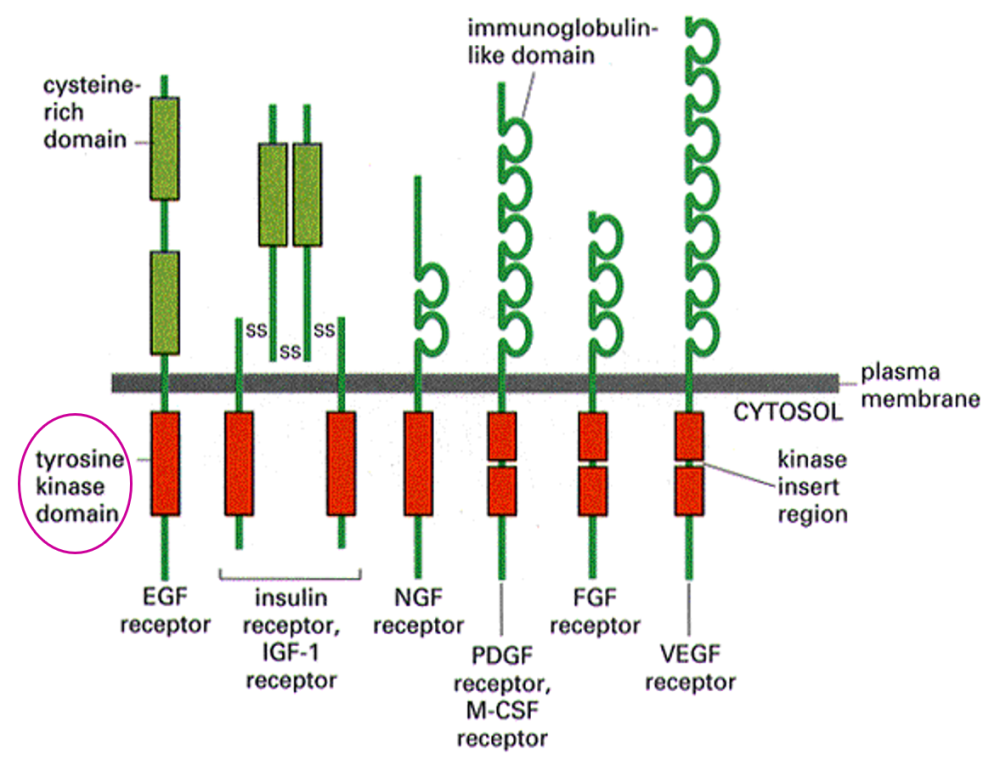 immunoglobulin-
like domain
cysteine-
rich
domain
ss
ss
ss
plasma
membrane
CYTOSOL
tyrosine
kinase
domain
kinase
insert
region
EGF
receptor
insulin
receptor,
IGF-1
receptor
NGF
receptor
PDGF
receptor,
M-CSF
receptor
FGF
receptor
VEGF
receptor